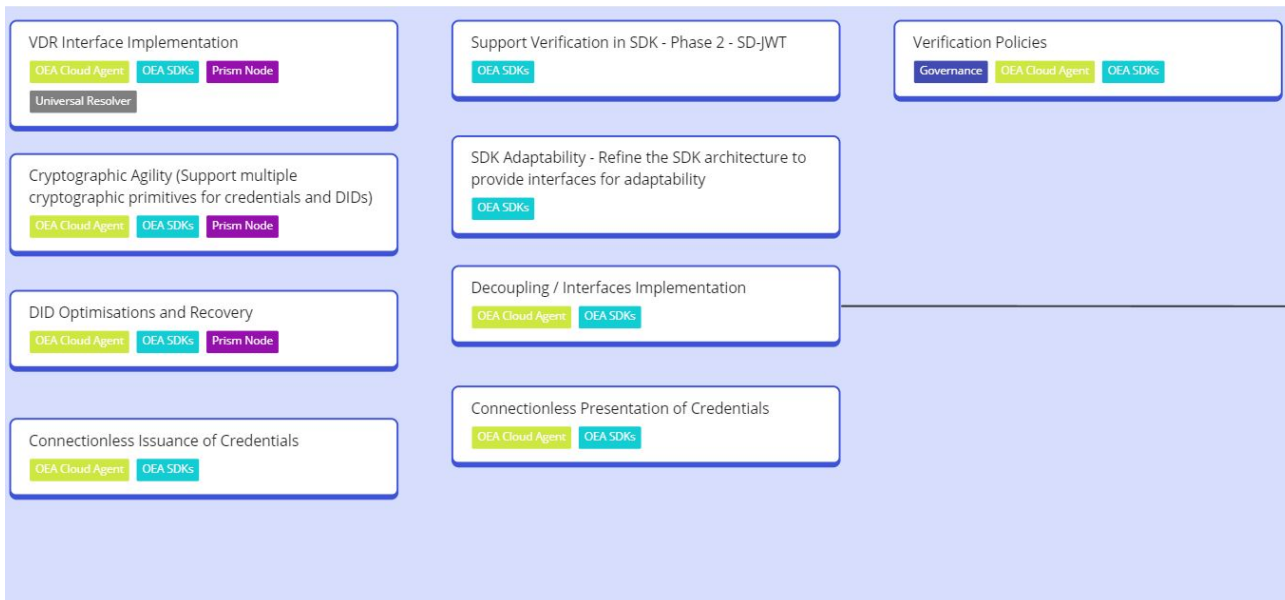 VDR Interface Implementation
OEA Cloud Agent OEA SDKs Prism Node
Universal Resolver
Cryptographic Agility (Support multiple
cryptographic primitives for credentials and DIDs)
OEA Cloud Agent OEA SDKs Prism Node
DID Optimisations and Recovery
OEA Cloud Agent OEA SDKs Prism Node
Connectionless Issuance of Credentials
OEA Cloud Agent OEA SDKs
Support Verification in SDK - Phase 2 - SD-JWT
OEA SDKs
SDK Adaptability - Refine the SDK architecture to
provide interfaces for adaptability
OEA SDKs
Decoupling / Interfaces Implementation
OEA Cloud Agent OEA SDKs
Connectionless Presentation of Credentials
OEA Cloud Agent OEA SDKs
Verification Policies
Governance OEA Cloud Agent OEA SDKs